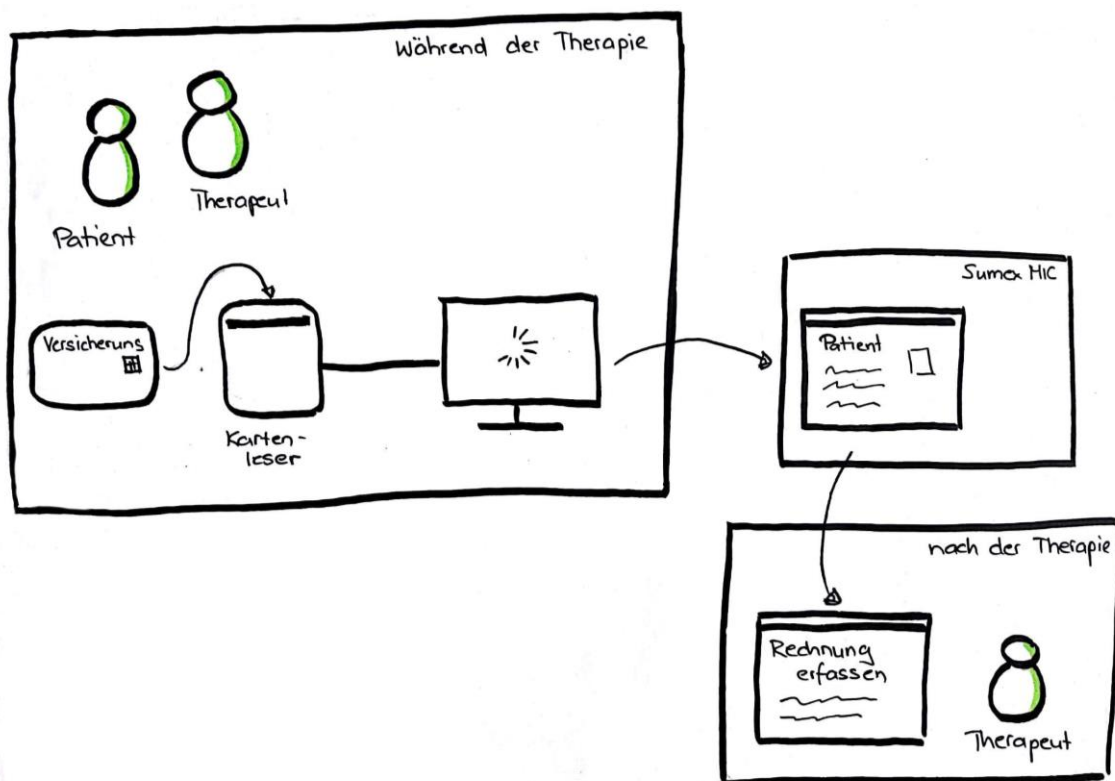 Während der Therapie
Therapeut
Patient
Versicherung
Karten-
leser
Sumex MIC
Patient
nach der Therapie
Rechnung
erfassen
Therapeut